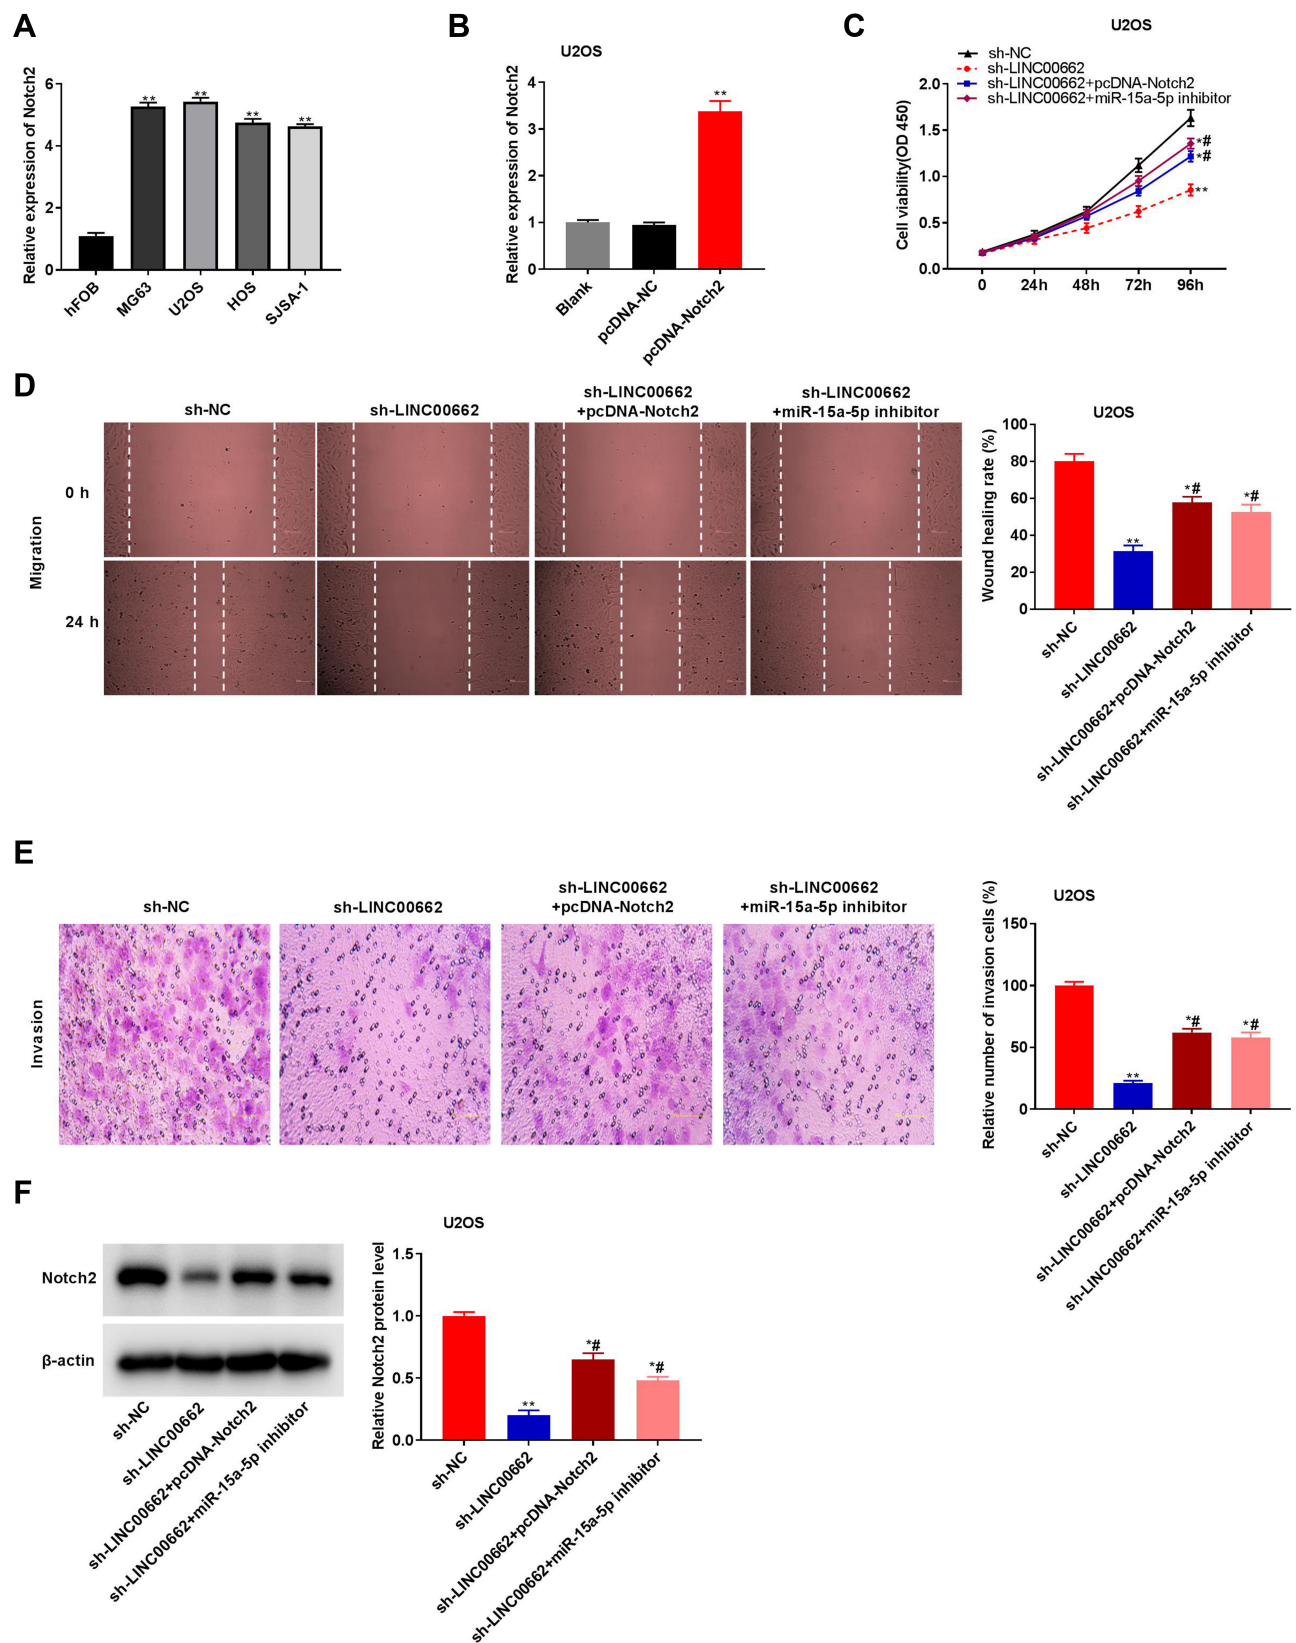 A
Relative expression of Notch2
6
4
2
0
**
**
**
**
hFOB
MG63
U2OS
HOS
SJSA-1
B
U2OS
Relative expression of Notch2
4
3
2
1
0
**
Blank
pcDNA-NC
pcDNA-Notch2
C
U2OS
sh-NC
sh-LINC00662
sh-LINC00662+pcDNA-Notch2
sh-LINC00662+miR-15a-5p inhibitor
Cell viability(OD 450)
2.0
1.5
1.0
0.5
0.0
*#
*#
**
0
24h
48h
72h
96h
D
sh-NC
sh-LINC00662
sh-LINC00662
+pcDNA-Notch2
sh-LINC00662
+miR-15a-5p inhibitor
Migration
0 h
24 h
U2OS
Wound healing rate (%)
100
80
60
40
20
0
**
*#
*#
sh-NC
sh-LINC00662
sh-LINC00662+pcDNA-Notch2
sh-LINC00662+miR-15a-5p inhibitor
E
sh-NC
sh-LINC00662
sh-LINC00662
+pcDNA-Notch2
sh-LINC00662
+miR-15a-5p inhibitor
Invasion
U2OS
Relative number of invasion cells (%)
150
100
50
0
**
*#
*#
sh-NC
sh-LINC00662
sh-LINC00662+pcDNA-Notch2
sh-LINC00662+miR-15a-5p inhibitor
F
Notch2
β-actin
sh-NC
sh-LINC00662
sh-LINC00662+pcDNA-Notch2
sh-LINC00662+miR-15a-5p inhibitor
U2OS
Relative Notch2 protein level
1.5
1.0
0.5
0.0
**
*#
*#
sh-NC
sh-LINC00662
sh-LINC00662+pcDNA-Notch2
sh-LINC00662+miR-15a-5p inhibitor